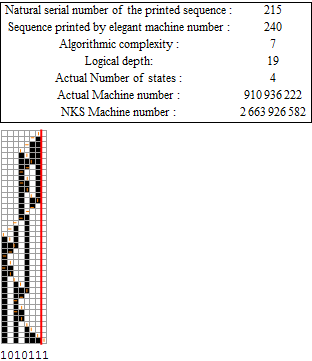 Natural serial number of the printed sequence : 215
Sequence printed by elegant machine number : 240
Algorithmic complexity : 7
Logical depth: 19
Actual Number of states : 4
Actual Machine number : 910 936 222
NKS Machine number : 2 663 926 582
1010111